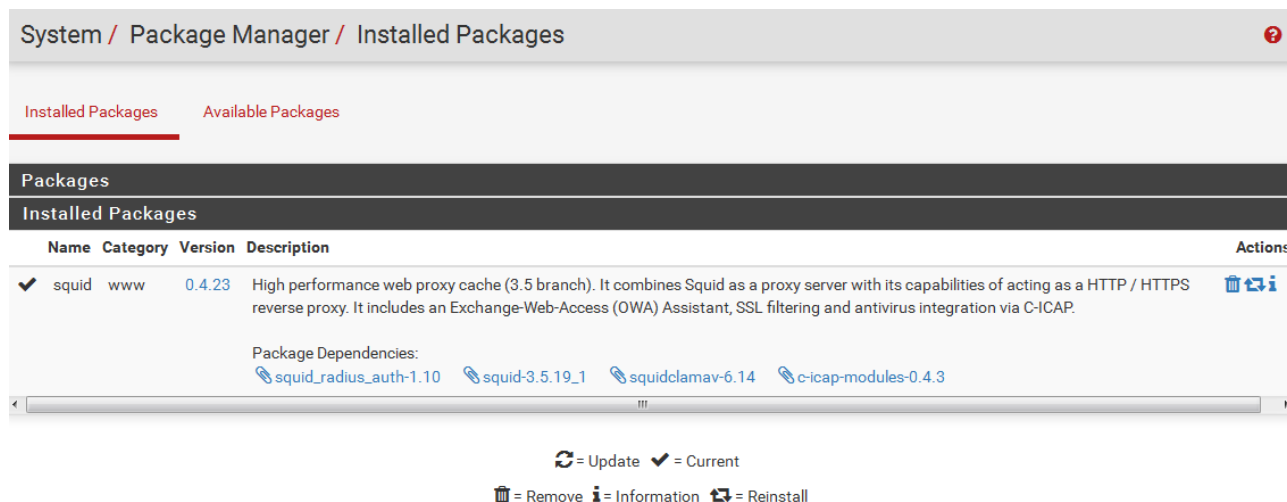 System / Package Manager / Installed Packages
Installed Packages Available Packages
Packages
Installed Packages
Name Category Version Description Actions
squid www 0.4.23 High performance web proxy cache (3.5 branch). It combines Squid as a proxy server with its capabilities of acting as a HTTP / HTTPS
reverse proxy. It includes an Exchange-Web-Access (OWA) Assistant, SSL filtering and antivirus integration via C-ICAP.
Package Dependencies:
squid_radius_auth-1.10 squid-3.5.19_1 squidclamav-6.14 c-icap-modules-0.4.3
= Update = Current
= Remove = Information = Reinstall